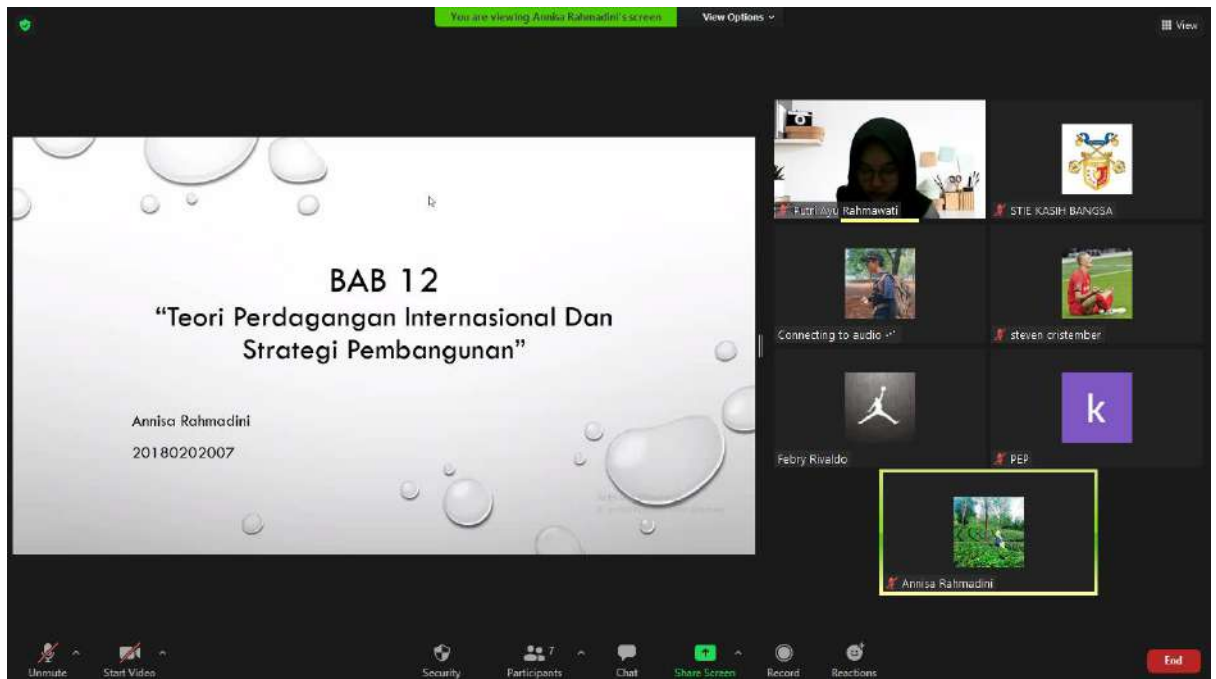 You are viewing Annisa Rahmadini's screen
View Options
View
BAB 12
“Teori Perdagangan Internasional Dan
Strategi Pembangunan”
Annisa Rahmadini
20180202007
Putri Ayu Rahmawati
STIE KASIH BANGSA
Connecting to audio
steven cristember
Febry Rivaldo
k
PEP
Annisa Rahmadini
Unmute
Start Video
Security
Participants
7
Chat
Share Screen
Record
Reactions
End